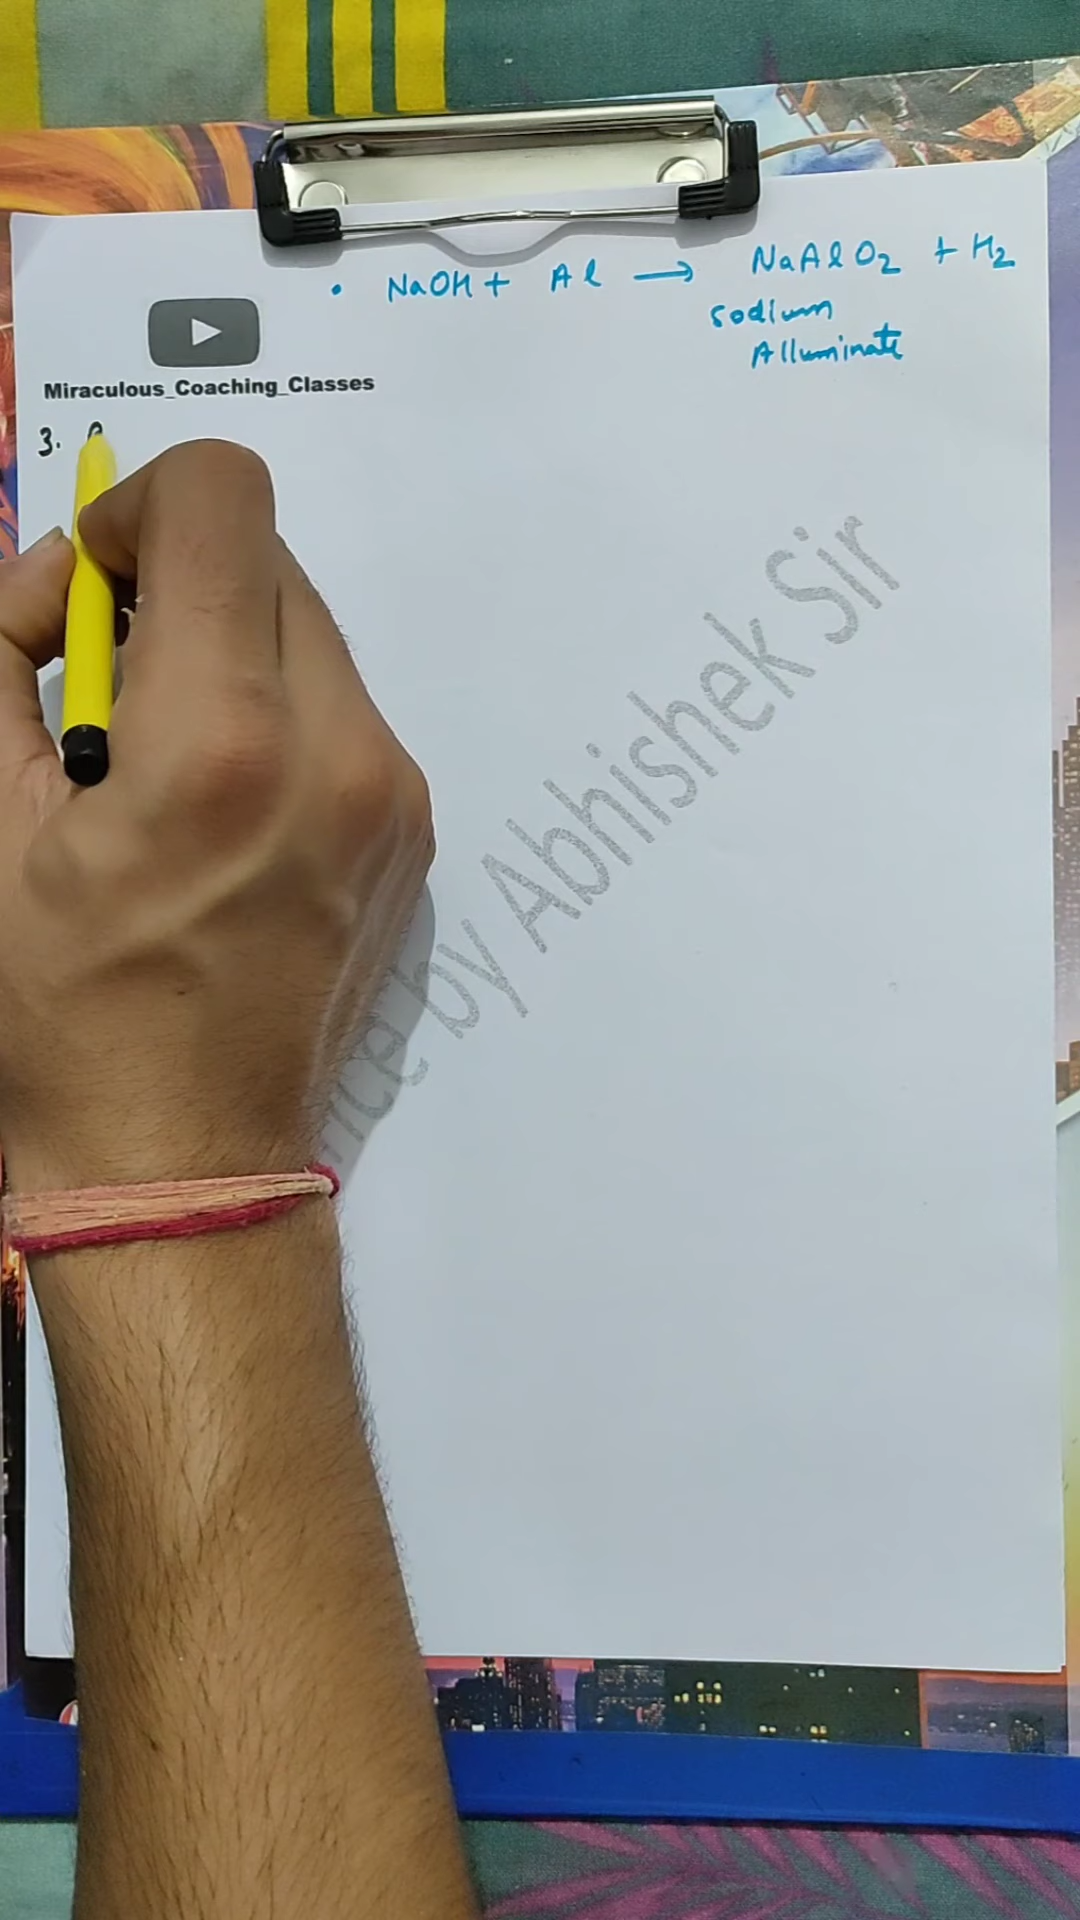 • NaOH + Al → NaAlO2 + H2
Sodium
Alluminate
Miraculous_Coaching_Classes
3.
by Abhishek Sir